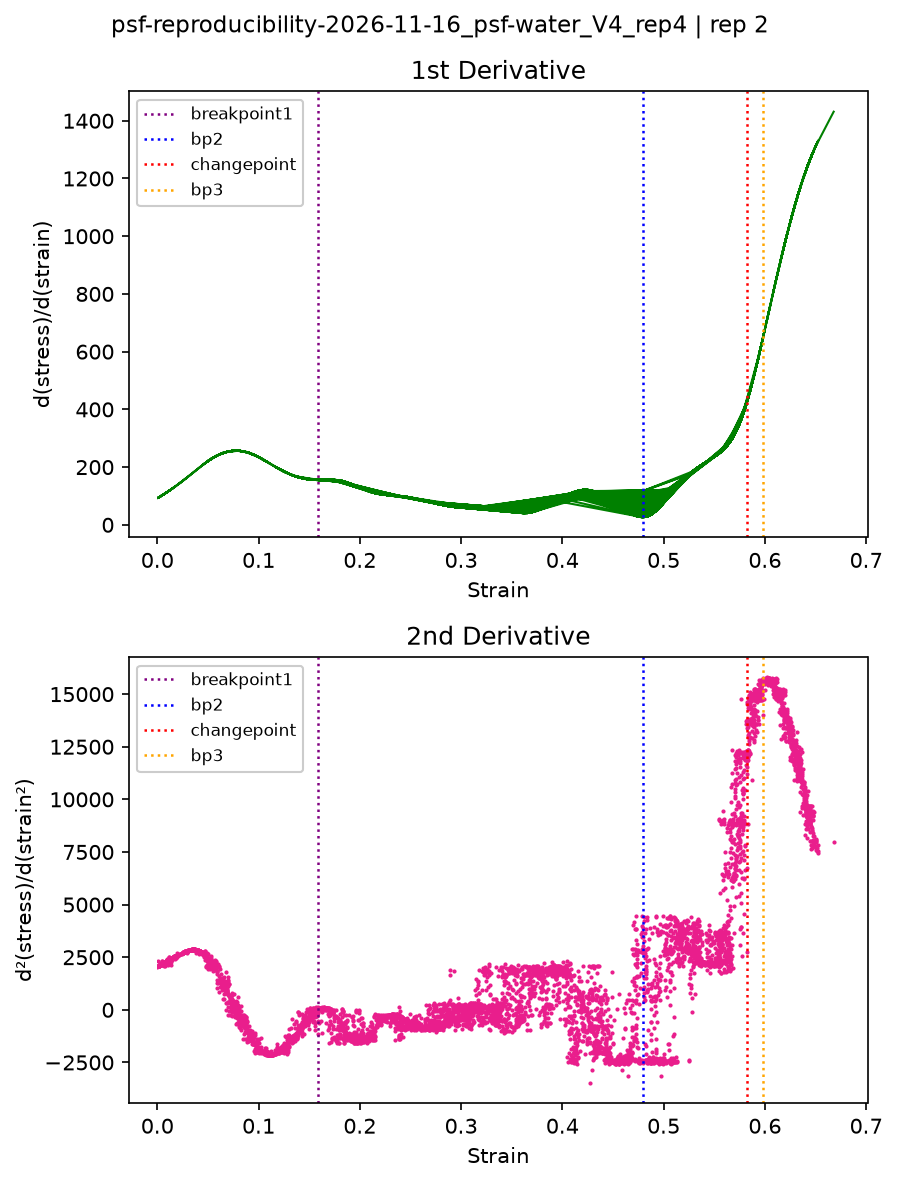 psf-reproducibility-2026-11-16_psf-water_V4_rep4 | rep 2
1st Derivative
breakpoint1
bp2
changepoint
bp3
d(stress)/d(strain)
1400
1200
1000
800
600
400
200
0
0.0 0.1 0.2 0.3 0.4 0.5 0.6 0.7
Strain
2nd Derivative
breakpoint1
bp2
changepoint
bp3
d²(stress)/d(strain²)
15000
12500
10000
7500
5000
2500
0
−2500
0.0 0.1 0.2 0.3 0.4 0.5 0.6 0.7
Strain